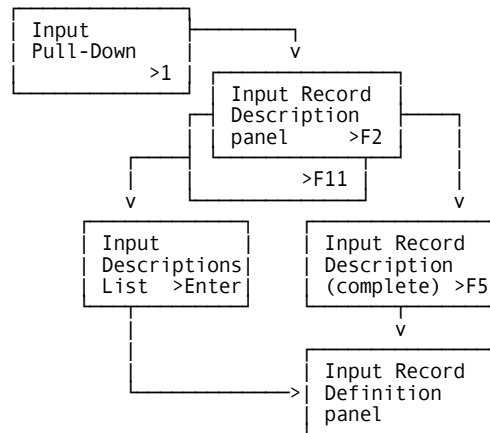 Input
Pull-Down
>1
v
Input Record
Description
panel >F2
>F11
v
v
Input
Descriptions
List >Enter
Input Record
Description
(complete) >F5
v
>
Input Record
Definition
panel